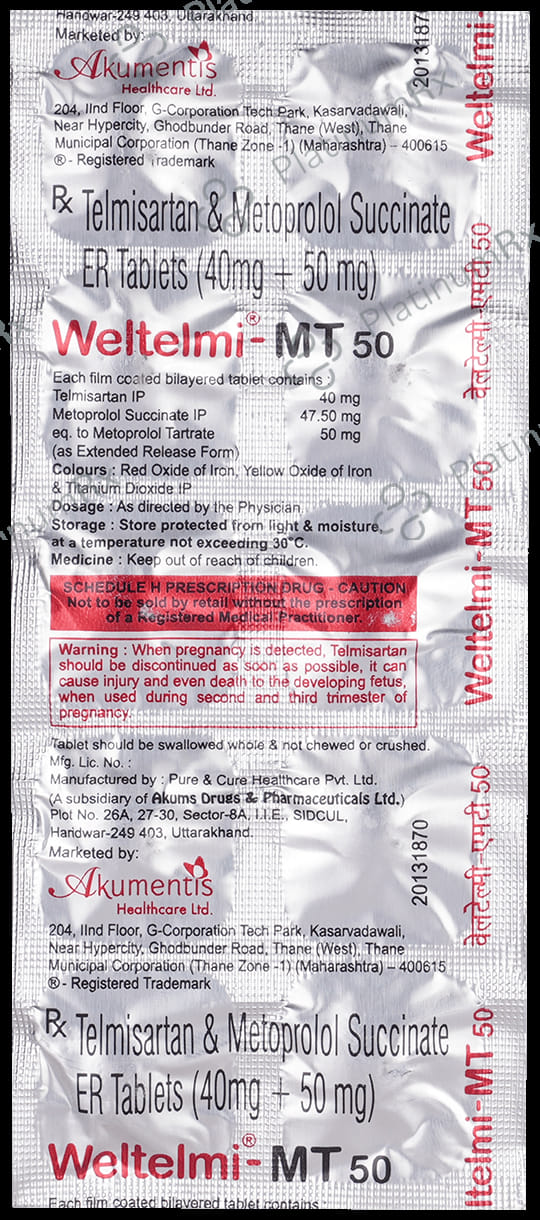 Haridwar-249 403, Uttarakhand.
Marketed by:
Akumentis
Healthcare Ltd.
204, IInd Floor, G-Corporation Tech Park, Kasarvadawali,
Near Hypercity, Ghodbunder Road, Thane (West), Thane
Municipal Corporation (Thane Zone -1) (Maharashtra) – 400615
® - Registered Trademark
20131870
Weltelmi-
Rx Telmisartan & Metoprolol Succinate
ER Tablets (40mg + 50 mg)
Weltelmi®- MT 50
वेलटेल्मी-एमटी 50
Each film coated bilayered tablet contains :
Telmisartan IP 40 mg
Metoprolol Succinate IP 47.50 mg
eq. to Metoprolol Tartrate 50 mg
(as Extended Release Form)
Colours : Red Oxide of Iron, Yellow Oxide of Iron
& Titanium Dioxide IP
Dosage : As directed by the Physician.
Storage : Store protected from light & moisture,
at a temperature not exceeding 30°C.
Medicine : Keep out of reach of children.
Weltelmi-MT 50
SCHEDULE H PRESCRIPTION DRUG - CAUTION
Not to be sold by retail without the prescription
of a Registered Medical Practitioner.
Warning : When pregnancy is detected, Telmisartan
should be discontinued as soon as possible, it can
cause injury and even death to the developing fetus,
when used during second and third trimester of
pregnancy.
Tablet should be swallowed whole & not chewed or crushed.
Mfg. Lic. No. :
Manufactured by : Pure & Cure Healthcare Pvt. Ltd.
(A subsidiary of Akums Drugs & Pharmaceuticals Ltd.)
Plot No. 26A, 27-30, Sector-8A, I.I.E., SIDCUL,
Haridwar-249 403, Uttarakhand.
Marketed by:
Akumentis
Healthcare Ltd.
204, IInd Floor, G-Corporation Tech Park, Kasarvadawali,
Near Hypercity, Ghodbunder Road, Thane (West), Thane
Municipal Corporation (Thane Zone -1) (Maharashtra) – 400615
® - Registered Trademark
20131870
वेलटेल्मी-एमटी 50
Rx Telmisartan & Metoprolol Succinate
ER Tablets (40mg + 50 mg)
Weltelmi®- MT 50
ltelmi-MT 50
Each film coated bilayered tablet contains :
PlatinumRx
PlatinumRx
PlatinumRx